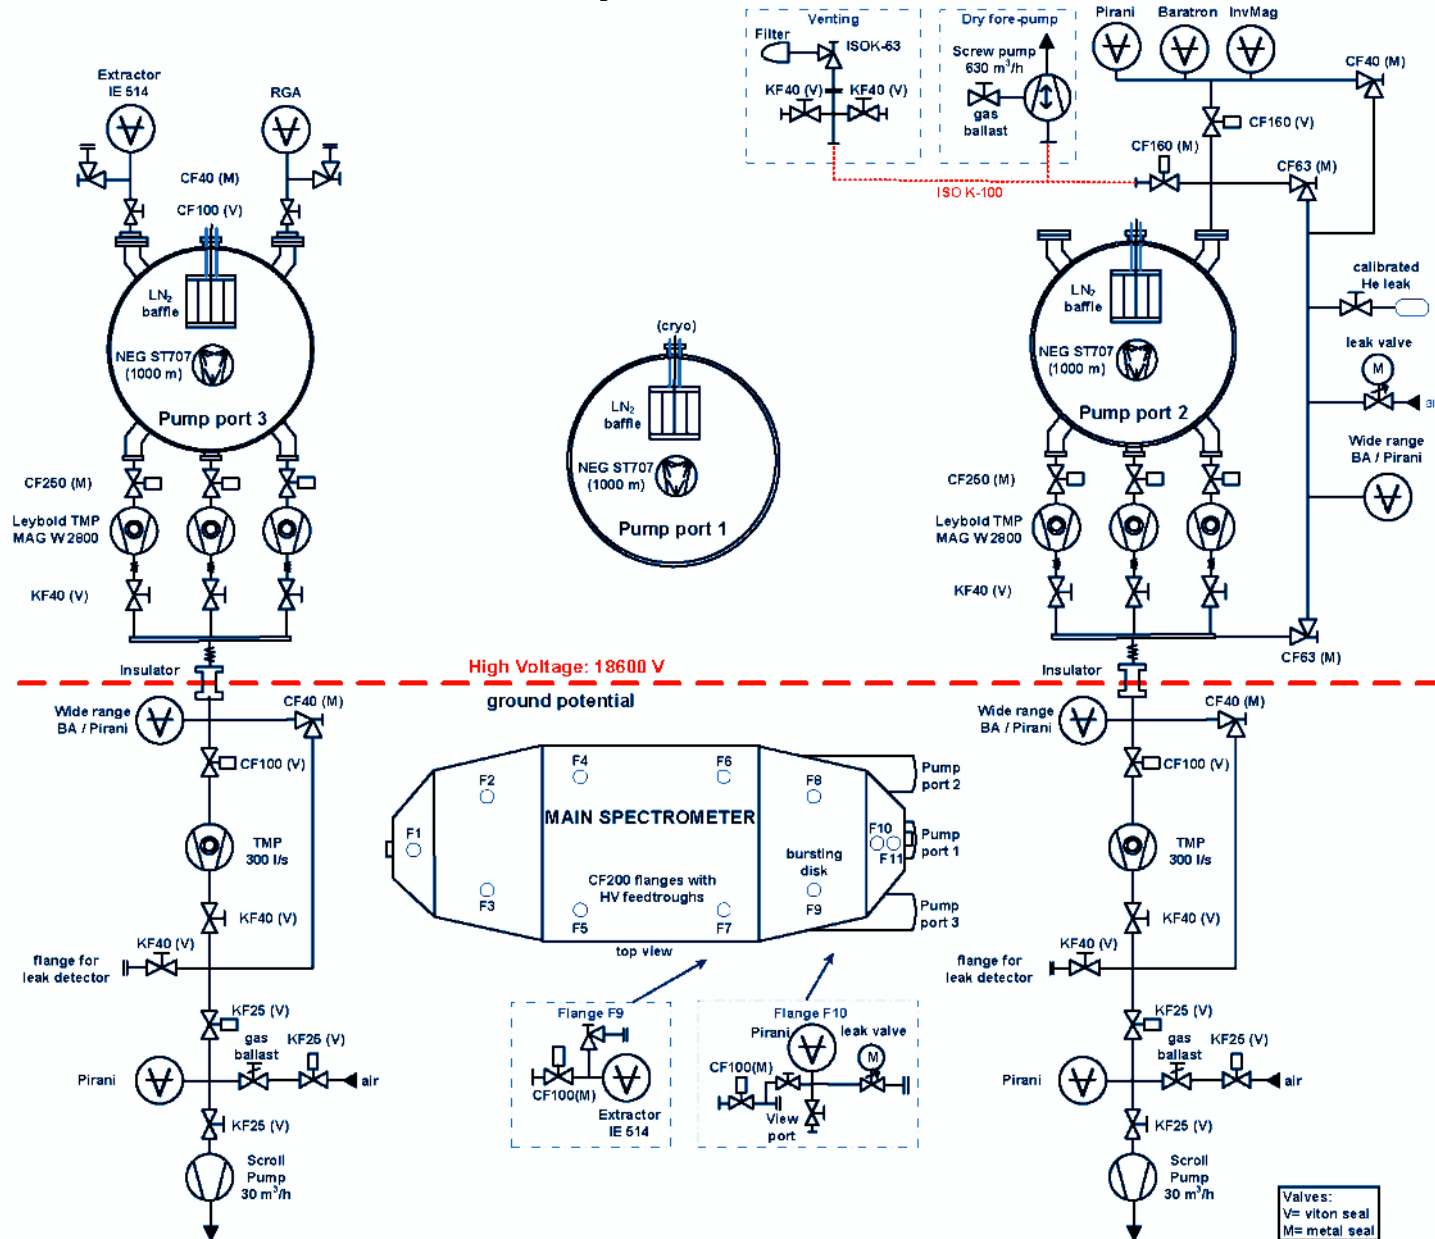 Extractor
IE 514
RGA
CF40 (M)
CF100 (V)
LN2
baffle
NEG ST707
(1000 m)
Pump port 3
CF250 (M)
Leybold TMP
MAG W2800
KF40 (V)
Insulator
Venting
Filter
ISOK-63
KF40 (V)
KF40 (V)
Dry fore-pump
Screw pump
630 m³/h
gas
ballast
ISO K-100
Pirani
Baratron
InvMag
CF40 (M)
CF160 (V)
CF160 (M)
CF63 (M)
(cryo)
LN2
baffle
NEG ST707
(1000 m)
Pump port 1
LN2
baffle
NEG ST707
(1000 m)
Pump port 2
calibrated
He leak
leak valve
M
Wide range
BA / Pirani
CF250 (M)
Leybold TMP
MAG W2800
KF40 (V)
CF63 (M)
Insulator
High Voltage: 18600 V
ground potential
Wide range
BA / Pirani
CF40 (M)
CF100 (V)
TMP
300 l/s
KF40 (V)
KF40 (V)
flange for
leak detector
KF25 (V)
gas
ballast
KF25 (V)
Pirani
air
KF25 (V)
Scroll
Pump
30 m³/h
F1
F2
F3
F4
F5
F6
F7
F8
F9
F10
F11
MAIN SPECTROMETER
CF200 flanges with
HV feedtroughs
bursting
disk
Pump
port 2
Pump
port 1
Pump
port 3
top view
Flange F9
CF100(M)
Extractor
IE 514
Flange F10
Pirani
leak valve
M
CF100(M)
View
port
Wide range
BA / Pirani
CF40 (M)
CF100 (V)
TMP
300 l/s
KF40 (V)
KF40 (V)
flange for
leak detector
KF25 (V)
gas
ballast
KF25 (V)
Pirani
air
KF25 (V)
Scroll
Pump
30 m³/h
Valves:
V= viton seal
M= metal seal